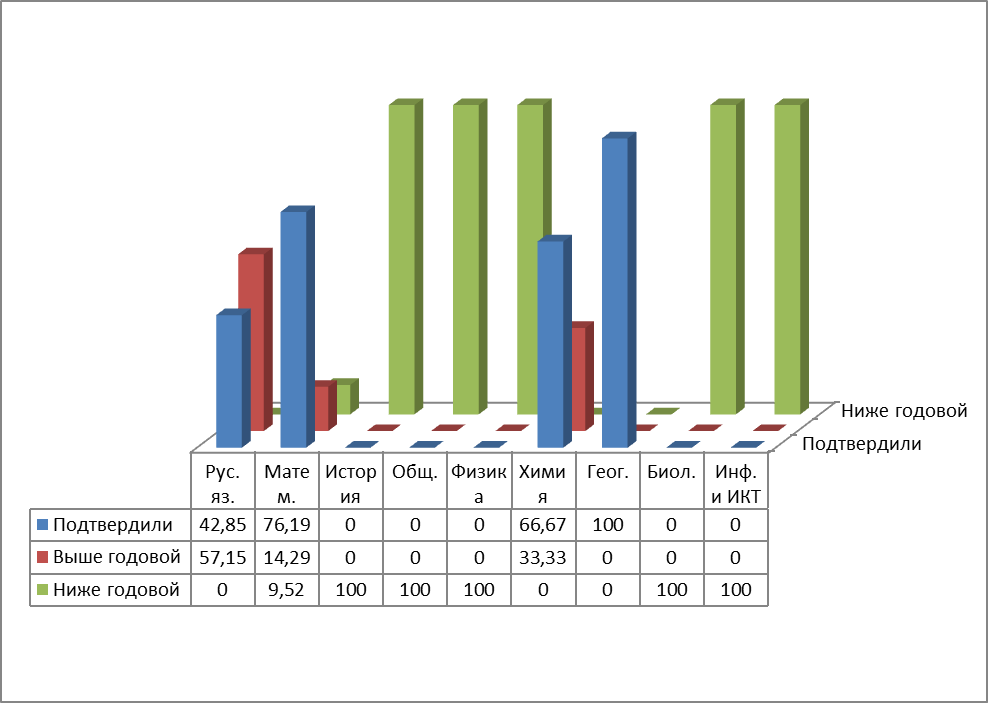 Ниже годовой
Подтвердили
Рус. яз. Мате Истор Общ. Физик Хими Геог. Биол. Инф.
м. ия а я и ИКТ
Подтвердили 42,85 76,19 0 0 0 66,67 100 0 0
Выше годовой 57,15 14,29 0 0 0 33,33 0 0 0
Ниже годовой 0 9,52 100 100 100 0 0 100 100